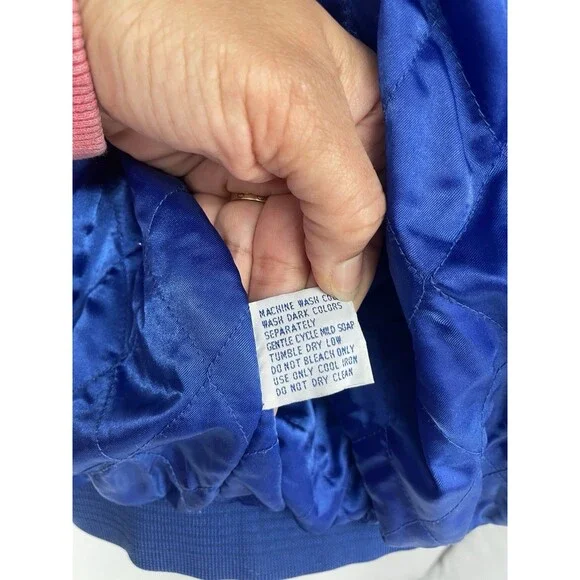 MACHINE WASH
WASH DARK COLORS
SEPARATELY
GENTLE CYCLE MILD SOAP
TUMBLE DRY LOW
DO NOT BLEACH ONLY
USE ONLY COOL IRON
DO NOT DRY CLEAN